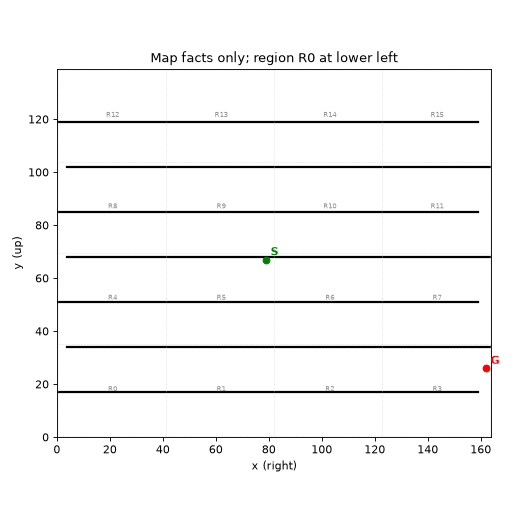 Map facts only; region R0 at lower left
120
R12 R13 R14 R15
100
R8 R9 R10 R11
80
S
60
R4 R5 R6 R7
40
G
20
R0 R1 R2 R3
0
0 20 40 60 80 100 120 140 160
x (right)
y (up)